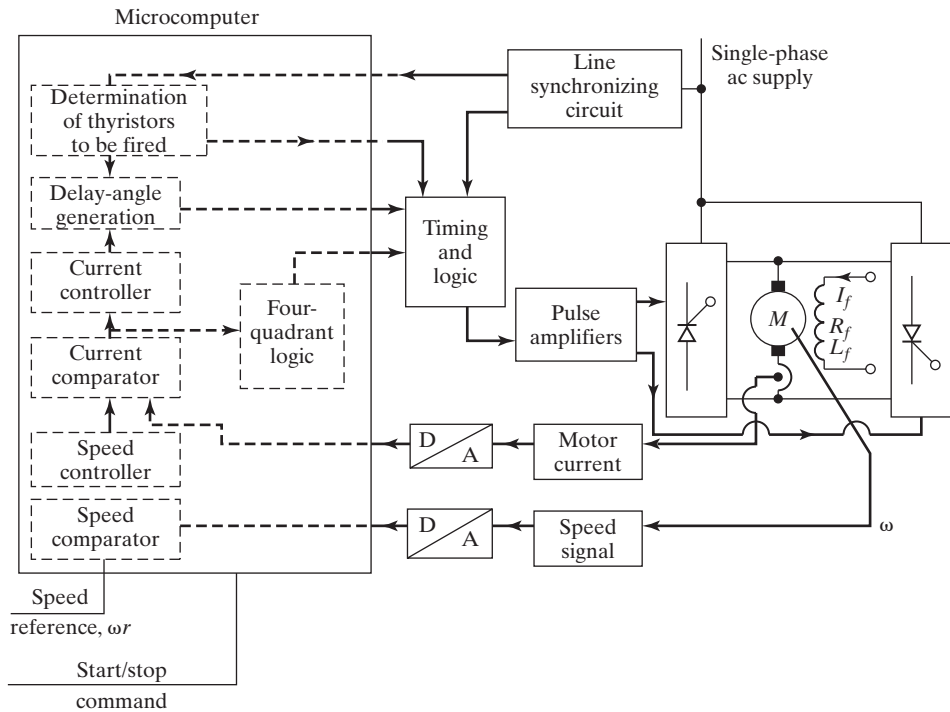 Microcomputer
Determination
of thyristors
to be fired
Delay-angle
generation
Current
controller
Current
comparator
Speed
controller
Speed
comparator
Four-
quadrant
logic
Line
synchronizing
circuit
Single-phase
ac supply
Timing
and
logic
Pulse
amplifiers
M
I_f
R_f
L_f
D
A
Motor
current
D
A
Speed
signal
ω
Speed
reference, ωr
Start/stop
command